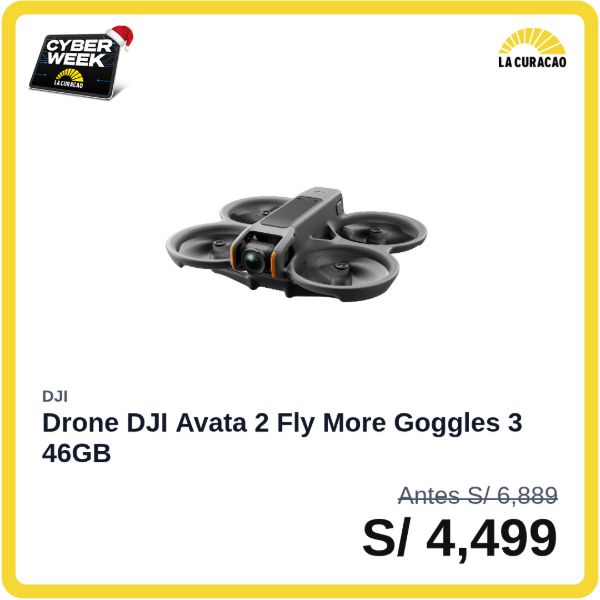 CYBER
WEEK
LA CURACAO
LA CURACAO
DJI
Drone DJI Avata 2 Fly More Goggles 3
46GB
Antes S/ 6,889
S/ 4,499